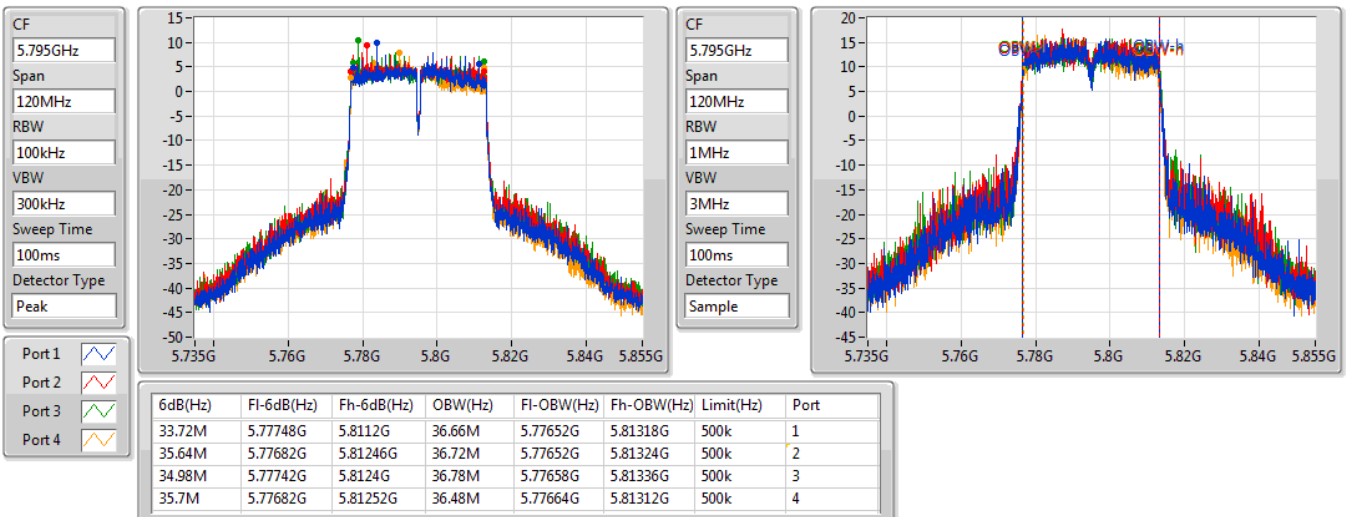 CF
5.795GHz
Span
120MHz
RBW
100kHz
VBW
300kHz
Sweep Time
100ms
Detector Type
Peak
15
10
5
0
-5
-10
-15
-20
-25
-30
-35
-40
-45
-50
5.735G 5.76G 5.78G 5.8G 5.82G 5.84G 5.855G
CF
5.795GHz
Span
120MHz
RBW
1MHz
VBW
3MHz
Sweep Time
100ms
Detector Type
Sample
20
15
10
5
0
-5
-10
-15
-20
-25
-30
-35
-40
-45
OBW-h
5.735G 5.76G 5.78G 5.8G 5.82G 5.84G 5.855G
Port 1
Port 2
Port 3
Port 4
6dB(Hz) Fl-6dB(Hz) Fh-6dB(Hz) OBW(Hz) Fl-OBW(Hz) Fh-OBW(Hz) Limit(Hz) Port
33.72M 5.77748G 5.8112G 36.66M 5.77652G 5.81318G 500k 1
35.64M 5.77682G 5.81246G 36.72M 5.77652G 5.81324G 500k 2
34.98M 5.77742G 5.8124G 36.78M 5.77658G 5.81336G 500k 3
35.7M 5.77682G 5.81252G 36.48M 5.77664G 5.81312G 500k 4